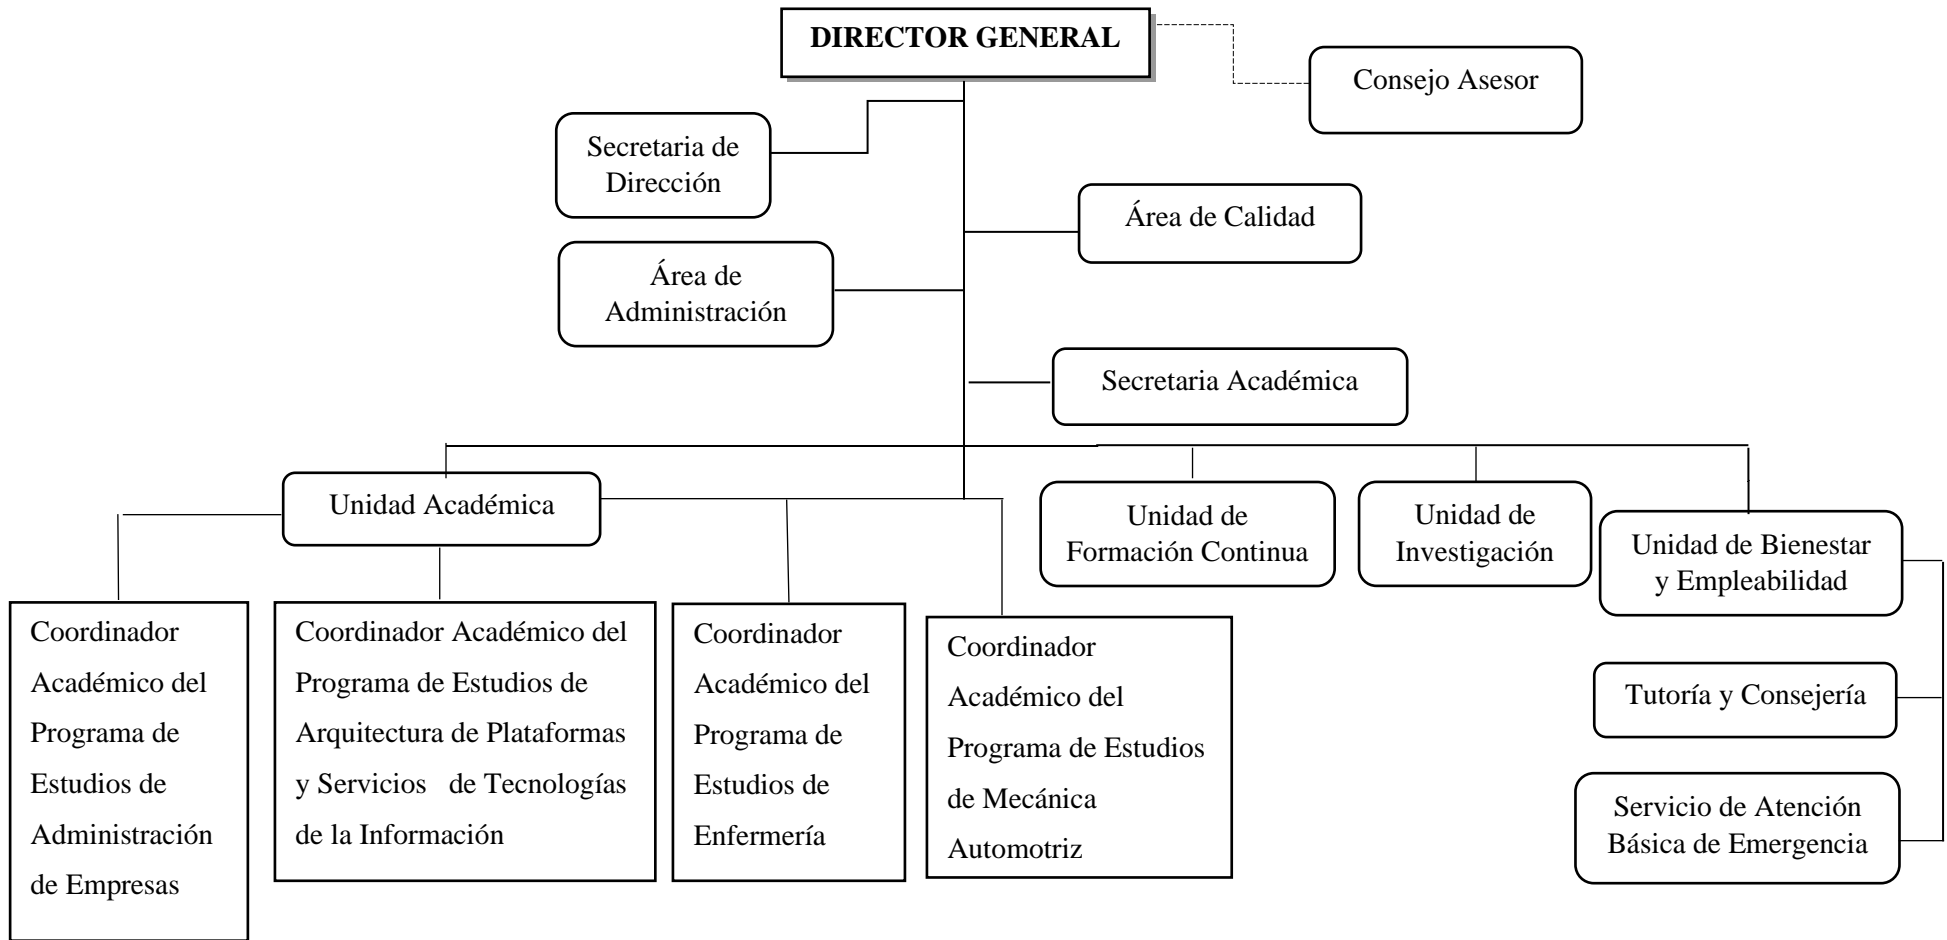 DIRECTOR GENERAL
Consejo Asesor
Secretaria de
Dirección
Área de Calidad
Área de
Administración
Secretaria Académica
Unidad Académica
Unidad de
Formación Continua
Unidad de
Investigación
Unidad de Bienestar
y Empleabilidad
Coordinador
Académico del
Programa de
Estudios de
Administración
de Empresas
Coordinador Académico del
Programa de Estudios de
Arquitectura de Plataformas
y Servicios de Tecnologías
de la Información
Coordinador
Académico del
Programa de
Estudios de
Enfermería
Coordinador
Académico del
Programa de Estudios
de Mecánica
Automotriz
Tutoría y Consejería
Servicio de Atención
Básica de Emergencia